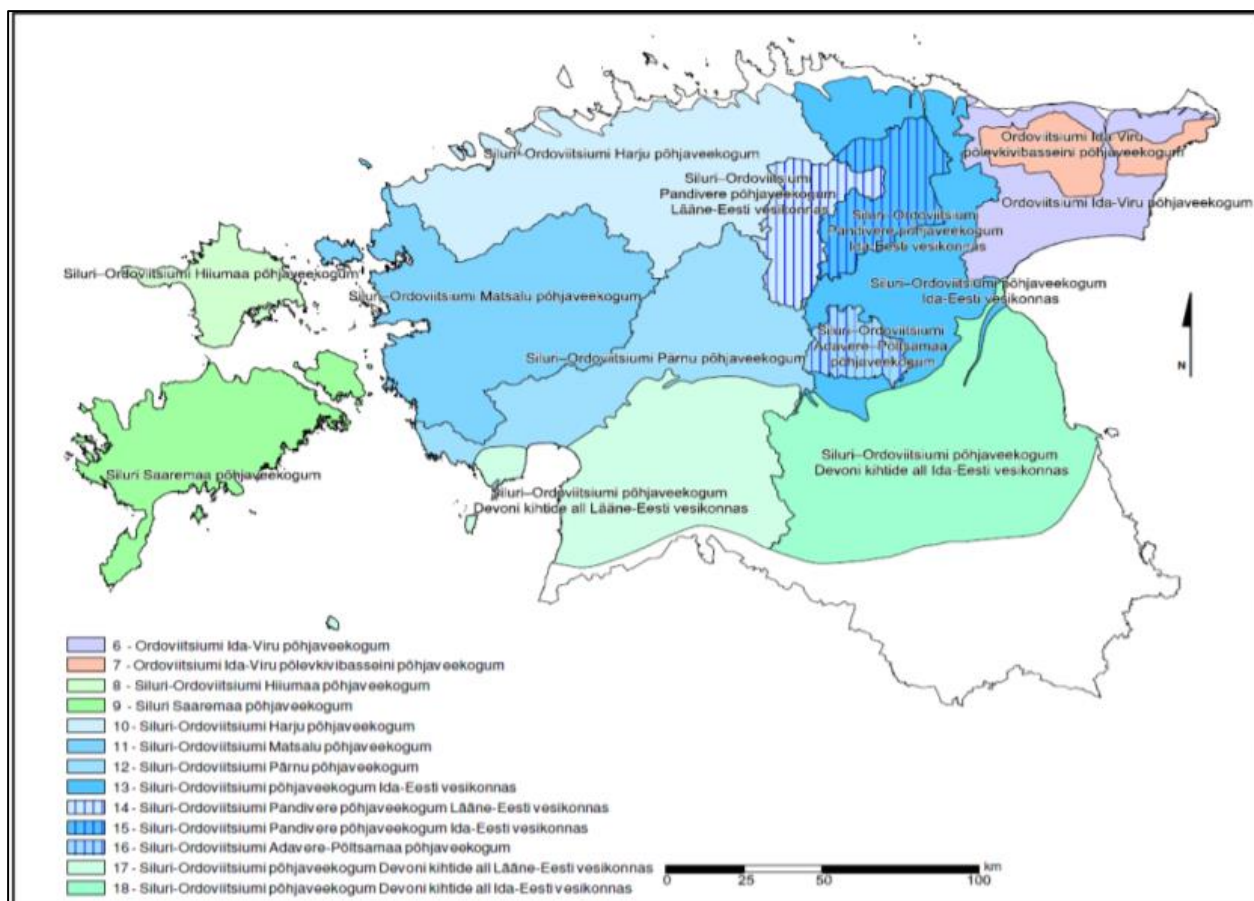 Siluri-Ordoviitsiumi Harju põhjaveekogum
Ordoviitsiumi Ida-Viru
põlevkivibasseini põhjaveekogum
Siluri-Ordoviitsiumi
Pandivere põhjaveekogum
Lääne-Eesti vesikonnas
Ordoviitsiumi Ida-Viru põhjaveekogum
Siluri-Ordoviitsium
Pandivere põhjaveekogum
Ida-Eesti vesikonnas
Siluri-Ordoviitsiumi Hiiumaa põhjaveekogum
Siluri-Ordoviitsiumi Matsalu põhjaveekogum
Siluri-Ordoviitsiumi põhjaveekogum
Ida-Eesti vesikonnas
Siluri-Ordoviitsiumi
Adavere-Põltsamaa
põhjaveekogum
Siluri-Ordoviitsiumi Pärnu põhjaveekogum
N
Siluri Saaremaa põhjaveekogum
Siluri-Ordoviitsiumi põhjaveekogum
Devoni kihtide all Ida-Eesti vesikonnas
Siluri-Ordoviitsiumi põhjaveekogum
Devoni kihtide all Lääne-Eesti vesikonnas
6 - Ordoviitsiumi Ida-Viru põhjaveekogum
7 - Ordoviitsiumi Ida-Viru põlevkivibasseini põhjaveekogum
8 - Siluri-Ordoviitsiumi Hiiumaa põhjaveekogum
9 - Siluri Saaremaa põhjaveekogum
10 - Siluri-Ordoviitsiumi Harju põhjaveekogum
11 - Siluri-Ordoviitsiumi Matsalu põhjaveekogum
12 - Siluri-Ordoviitsiumi Pärnu põhjaveekogum
13 - Siluri-Ordoviitsiumi põhjaveekogum Ida-Eesti vesikonnas
14 - Siluri-Ordoviitsiumi Pandivere põhjaveekogum Lääne-Eesti vesikonnas
15 - Siluri-Ordoviitsiumi Pandivere põhjaveekogum Ida-Eesti vesikonnas
16 - Siluri-Ordoviitsiumi Adavere-Põltsamaa põhjaveekogum
17 - Siluri-Ordoviitsiumi põhjaveekogum Devoni kihtide all Lääne-Eesti vesikonnas
18 - Siluri-Ordoviitsiumi põhjaveekogum Devoni kihtide all Ida-Eesti vesikonnas
km
0 25 50 100